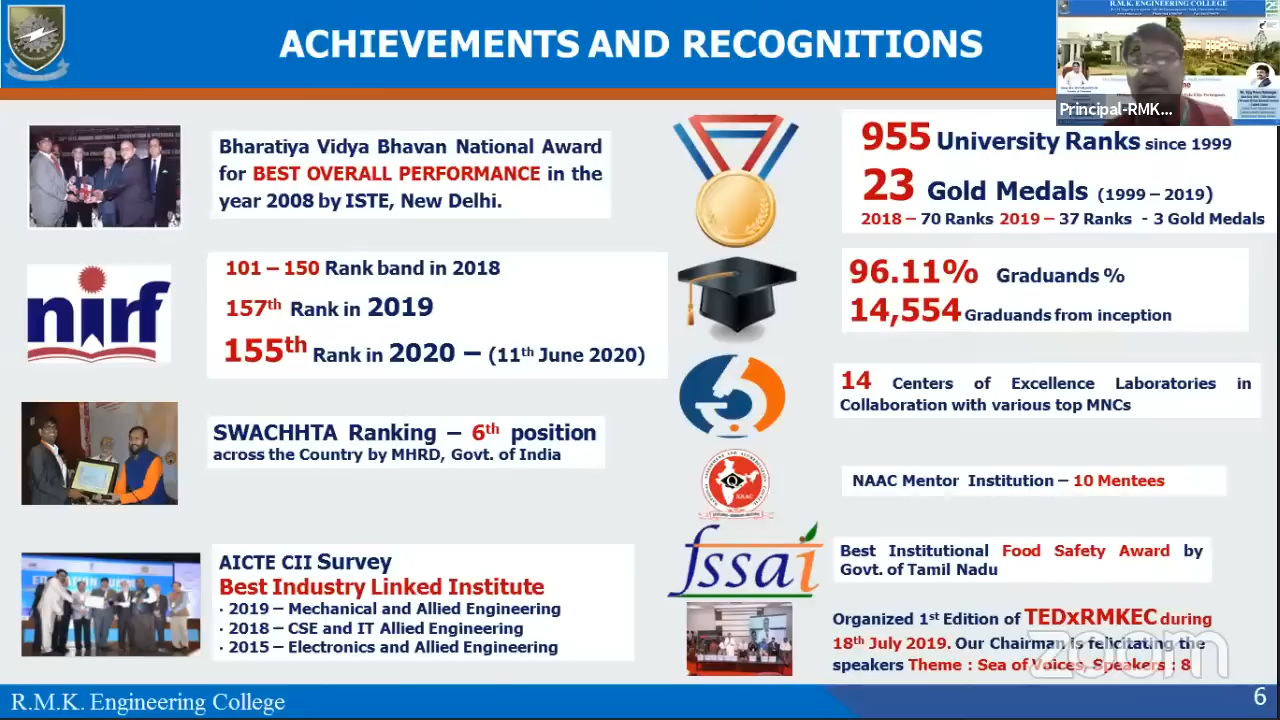 ACHIEVEMENTS AND RECOGNITIONS
R.M.K. ENGINEERING COLLEGE
Principal-RMK...
Bharatiya Vidya Bhavan National Award
for BEST OVERALL PERFORMANCE in the
year 2008 by ISTE, New Delhi.
nirf
101 – 150 Rank band in 2018
157th Rank in 2019
155th Rank in 2020 – (11th June 2020)
SWACHHTA Ranking – 6th position
across the Country by MHRD, Govt. of India
AICTE CII Survey
Best Industry Linked Institute
· 2019 – Mechanical and Allied Engineering
· 2018 – CSE and IT Allied Engineering
· 2015 – Electronics and Allied Engineering
955 University Ranks since 1999
23 Gold Medals (1999 – 2019)
2018 – 70 Ranks 2019 – 37 Ranks - 3 Gold Medals
96.11% Graduands %
14,554 Graduands from inception
14 Centers of Excellence Laboratories in
Collaboration with various top MNCs
NAAC
NAAC Mentor Institution – 10 Mentees
fssai
Best Institutional Food Safety Award by
Govt. of Tamil Nadu
Organized 1st Edition of TEDxRMKEC during
18th July 2019. Our Chairman is felicitating the
speakers Theme : Sea of Voices, Speakers : 8
zoom
R.M.K. Engineering College
6